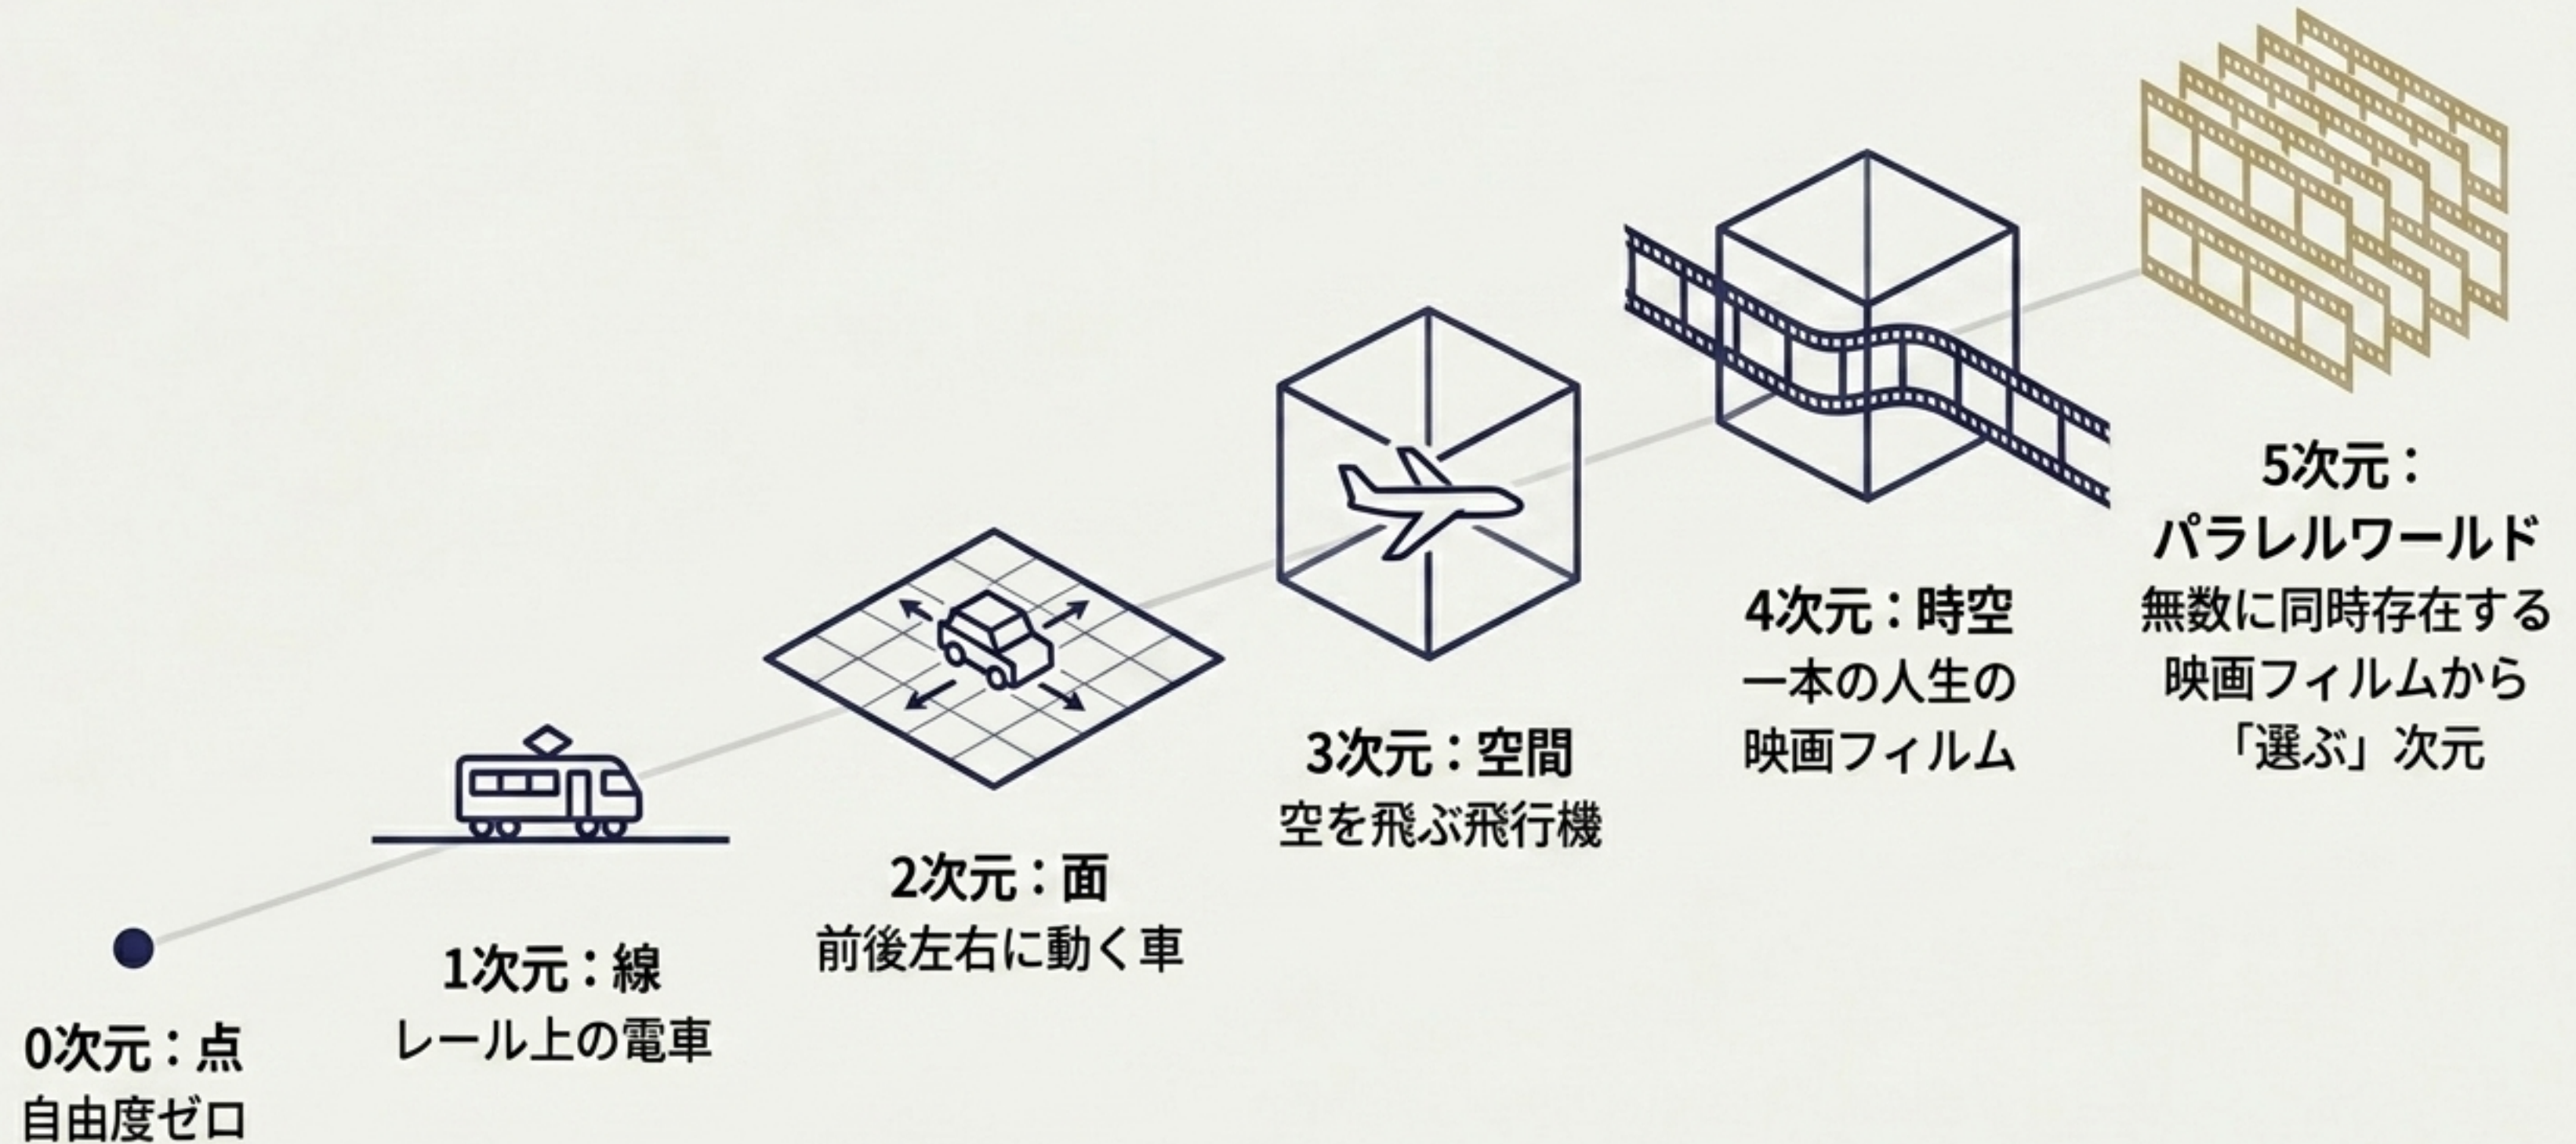 0次元：点
自由度ゼロ
1次元：線
レール上の電車
2次元：面
前後左右に動く車
3次元：空間
空を飛ぶ飛行機
4次元：時空
一本の人生の
映画フィルム
5次元：
パラレルワールド
無数に同時存在する
映画フィルムから
「選ぶ」次元